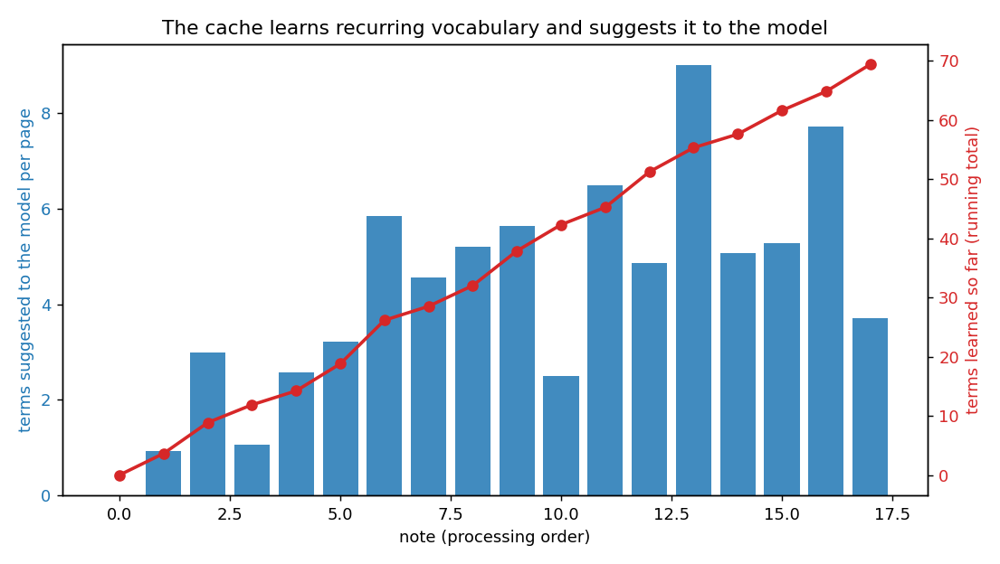 The cache learns recurring vocabulary and suggests it to the model
terms suggested to the model per page
8
6
4
2
0
70
60
50
40
30
20
10
0
terms learned so far (running total)
0.0 2.5 5.0 7.5 10.0 12.5 15.0 17.5
note (processing order)